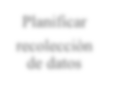 Planificar
recolección
de datos